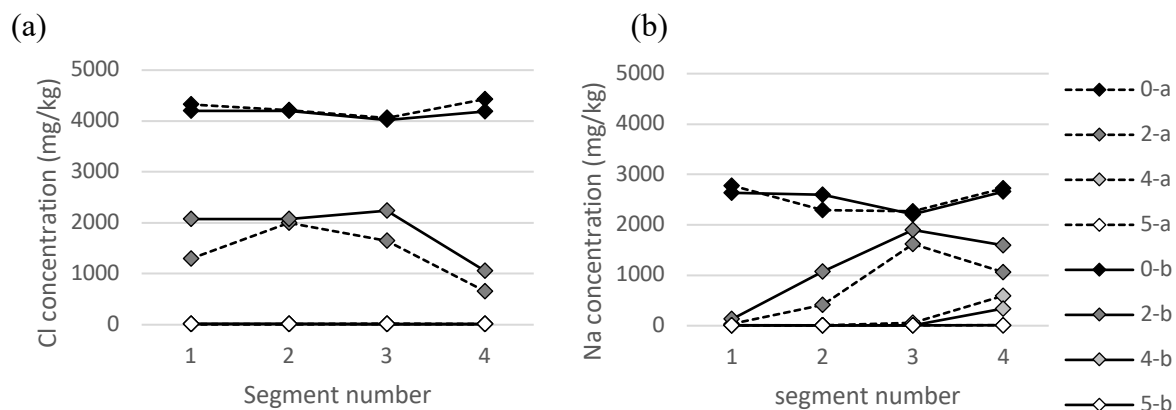 (a)
Cl concentration (mg/kg)
5000
4000
3000
2000
1000
0
1 2 3 4
Segment number
(b)
Na concentration (mg/kg)
5000
4000
3000
2000
1000
0
1 2 3 4
segment number
0-a
2-a
4-a
5-a
0-b
2-b
4-b
5-b